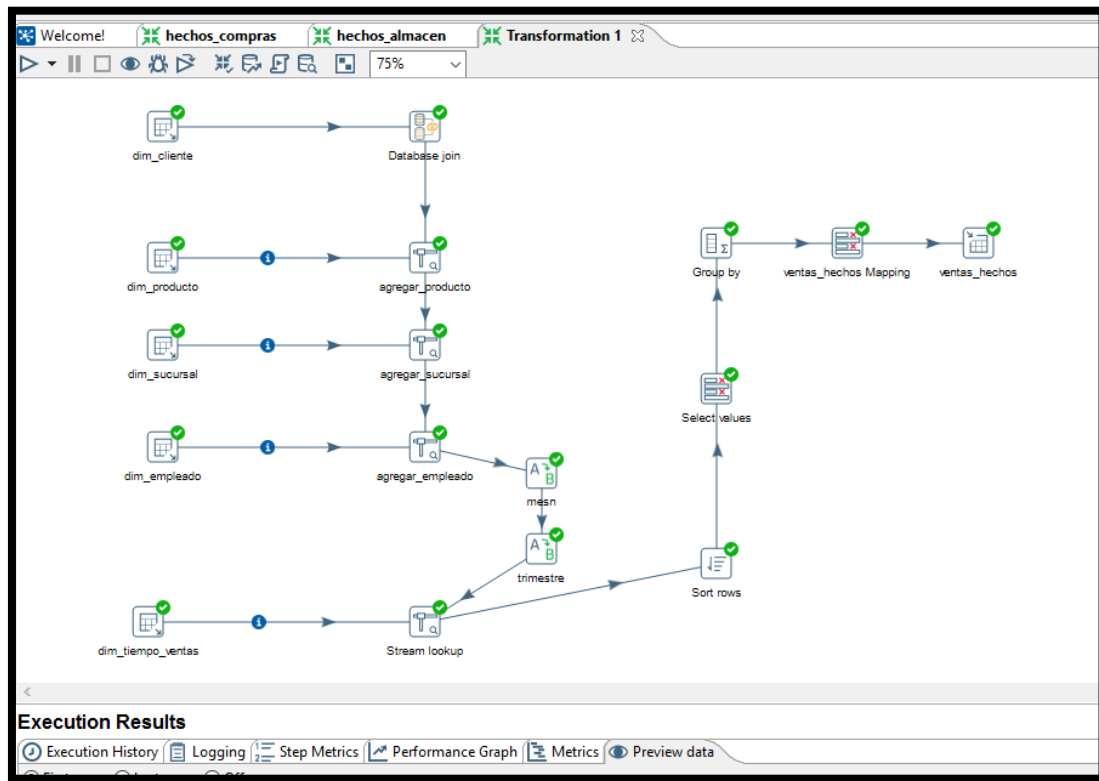 Welcome!
hechos_compras
hechos_almacen
Transformation 1
75%
dim_cliente
Database join
dim_producto
agregar_producto
Group by
ventas_hechos Mapping
ventas_hechos
dim_sucursal
agregar_sucursal
Select values
dim_empleado
agregar_empleado
mesn
trimestre
Sort rows
dim_tiempo_ventas
Stream lookup
Execution Results
Execution History
Logging
Step Metrics
Performance Graph
Metrics
Preview data